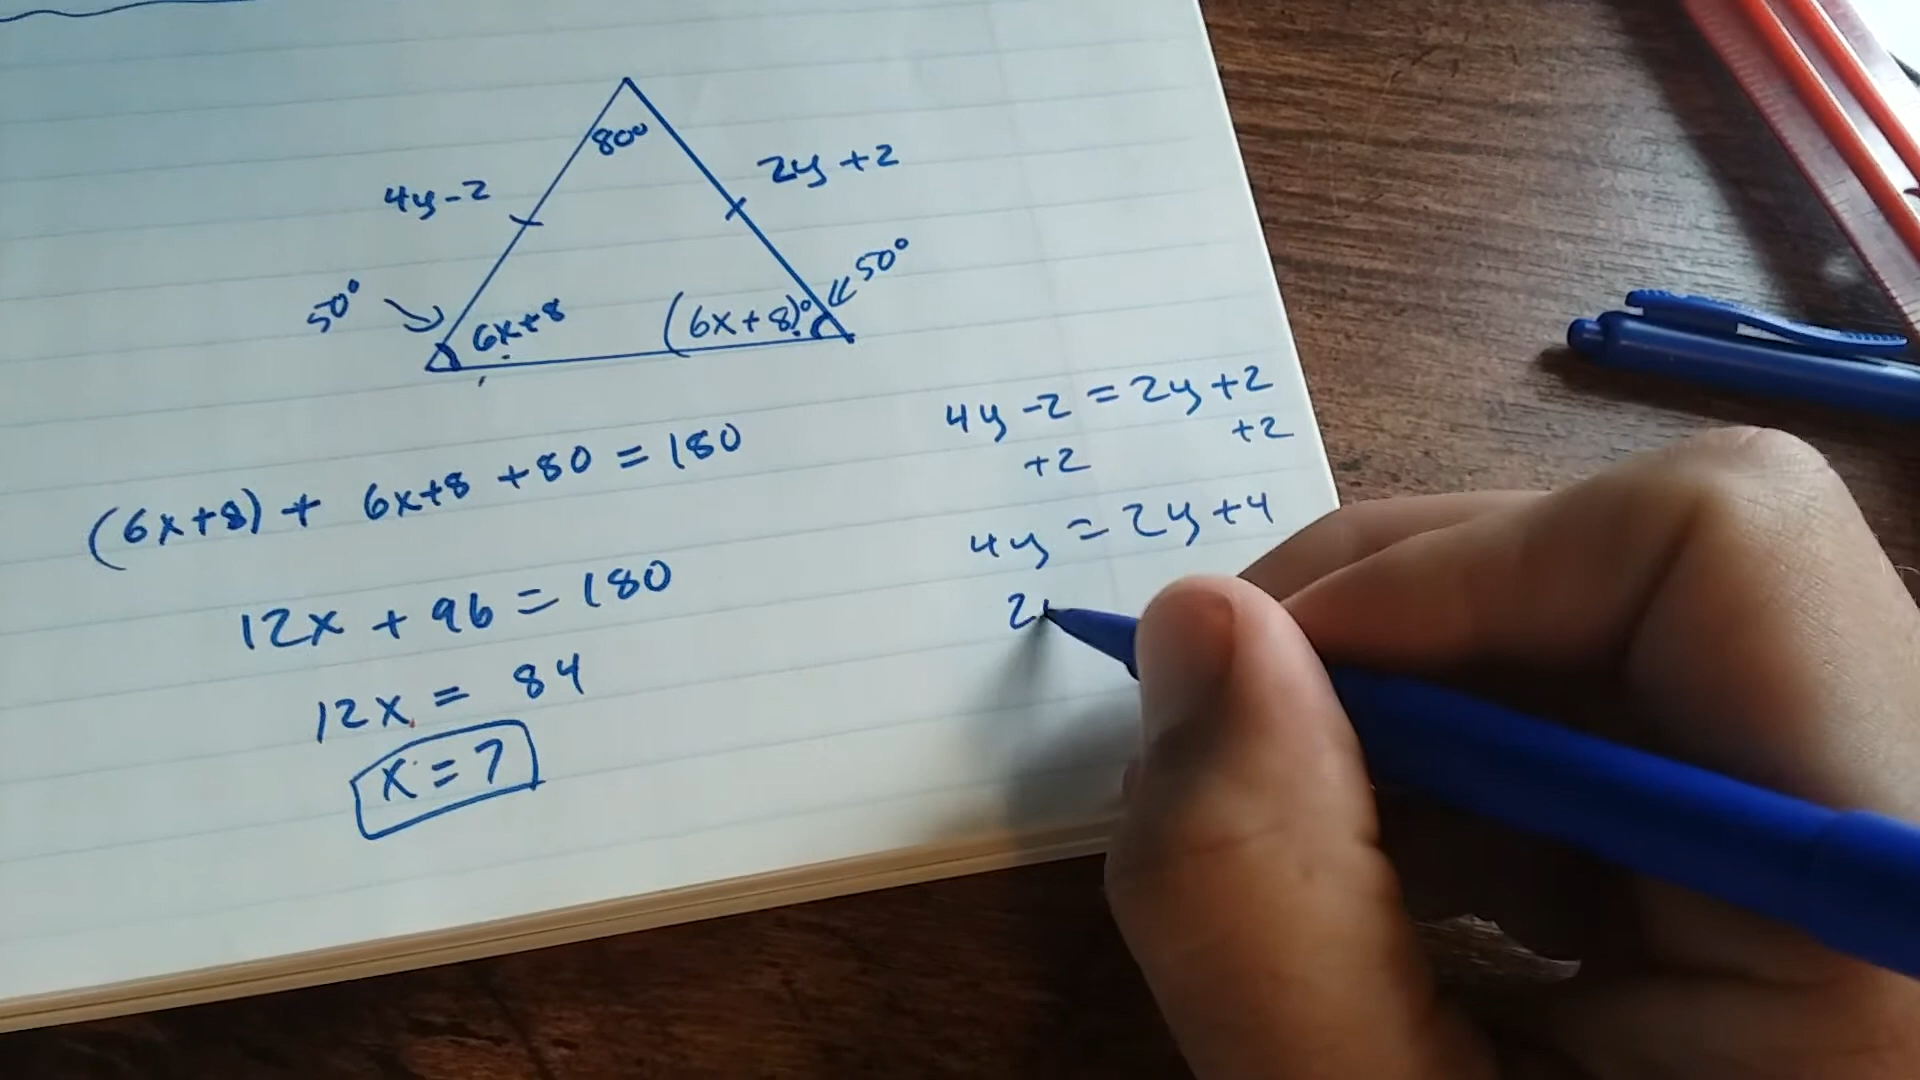 80°
4y-2
2y+2
50°
50°
6x+8
(6x+8)°
(6x+8) + 6x+8 +80 = 180
12x + 96 = 180
12x = 84
x = 7
4y -2 = 2y +2
+2 +2
4y = 2y +4
2